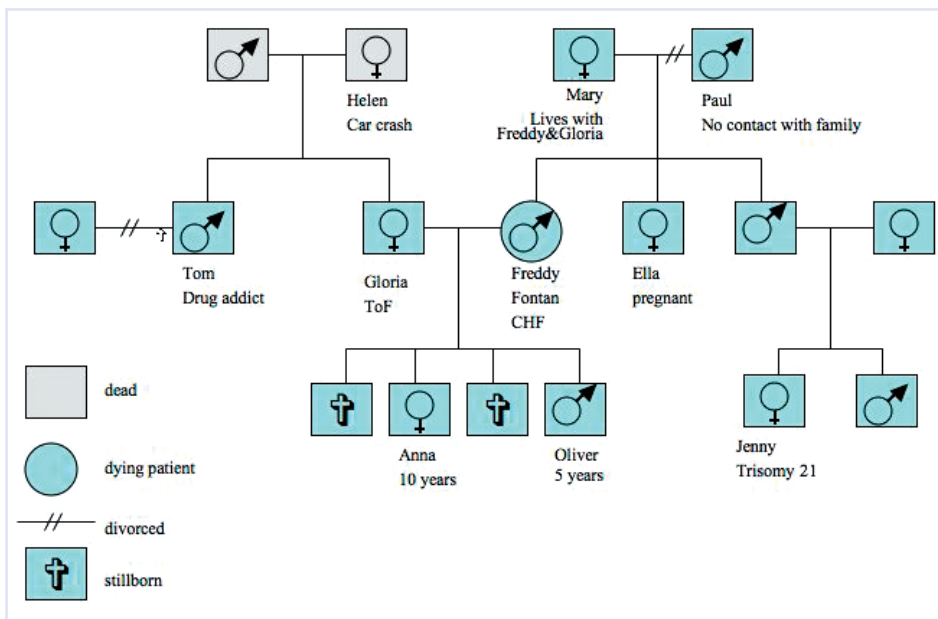 Helen
Car crash
Mary
Lives with
Freddy&Gloria
Paul
No contact with family
Tom
Drug addict
Gloria
ToF
Freddy
Fontan
CHF
Ella
pregnant
Anna
10 years
Oliver
5 years
Jenny
Trisomy 21
dead
dying patient
divorced
stillborn